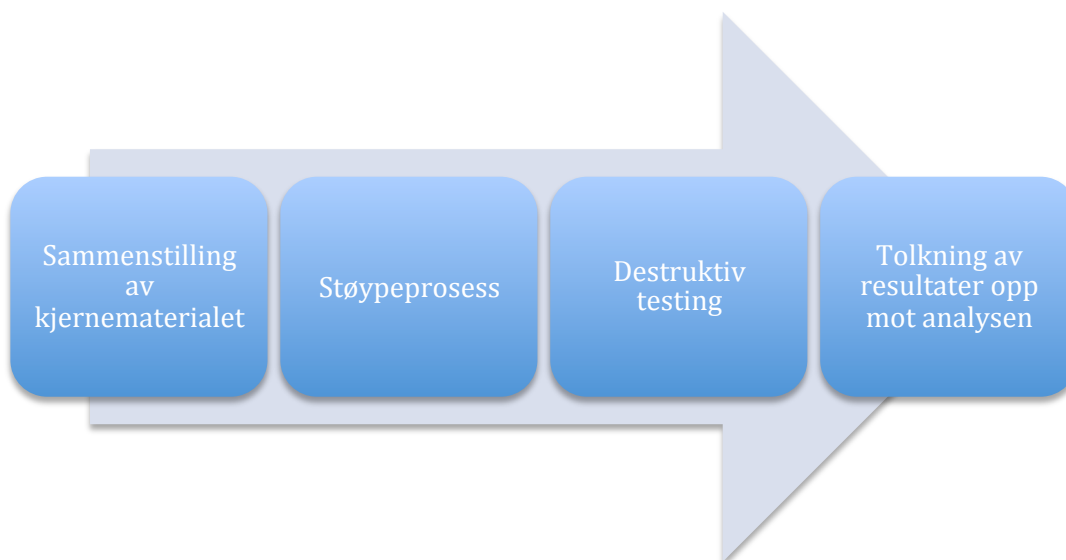 Sammenstilling
av
kjernematerialet
Støypeprosess
Destruktiv
testing
Tolkning av
resultater opp
mot analysen